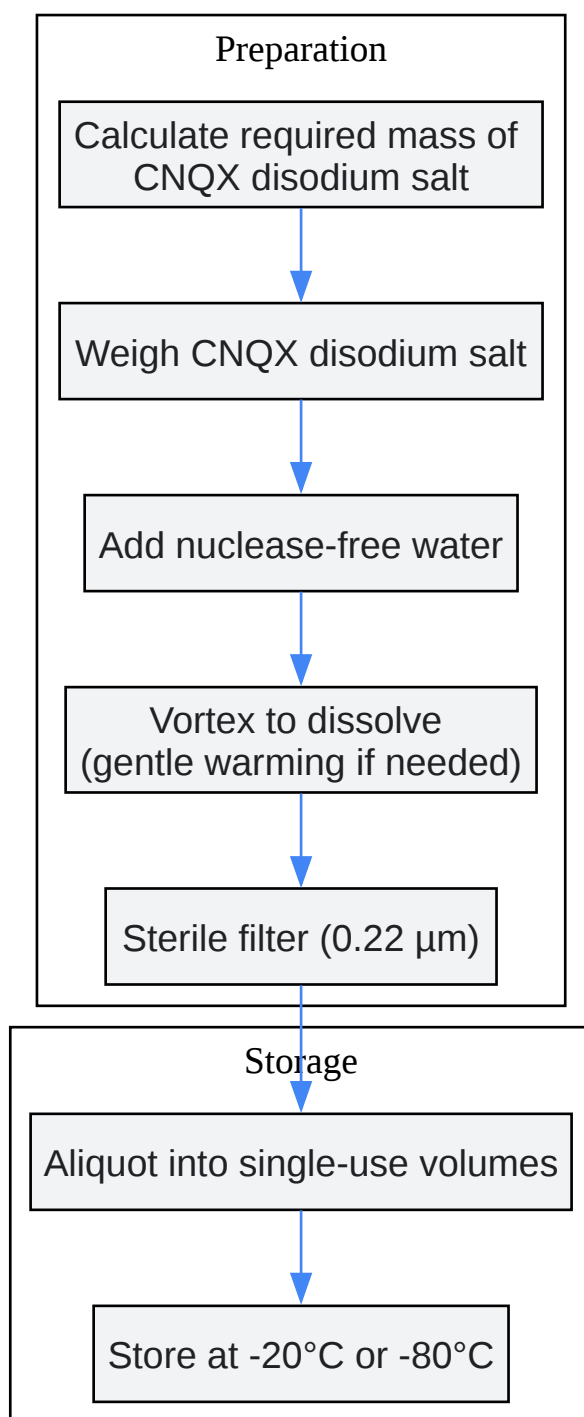 Preparation
Calculate required mass of
CNQX disodium salt
Weigh CNQX disodium salt
Add nuclease-free water
Vortex to dissolve
(gentle warming if needed)
Sterile filter (0.22 µm)
Storage
Aliquot into single-use volumes
Store at -20°C or -80°C